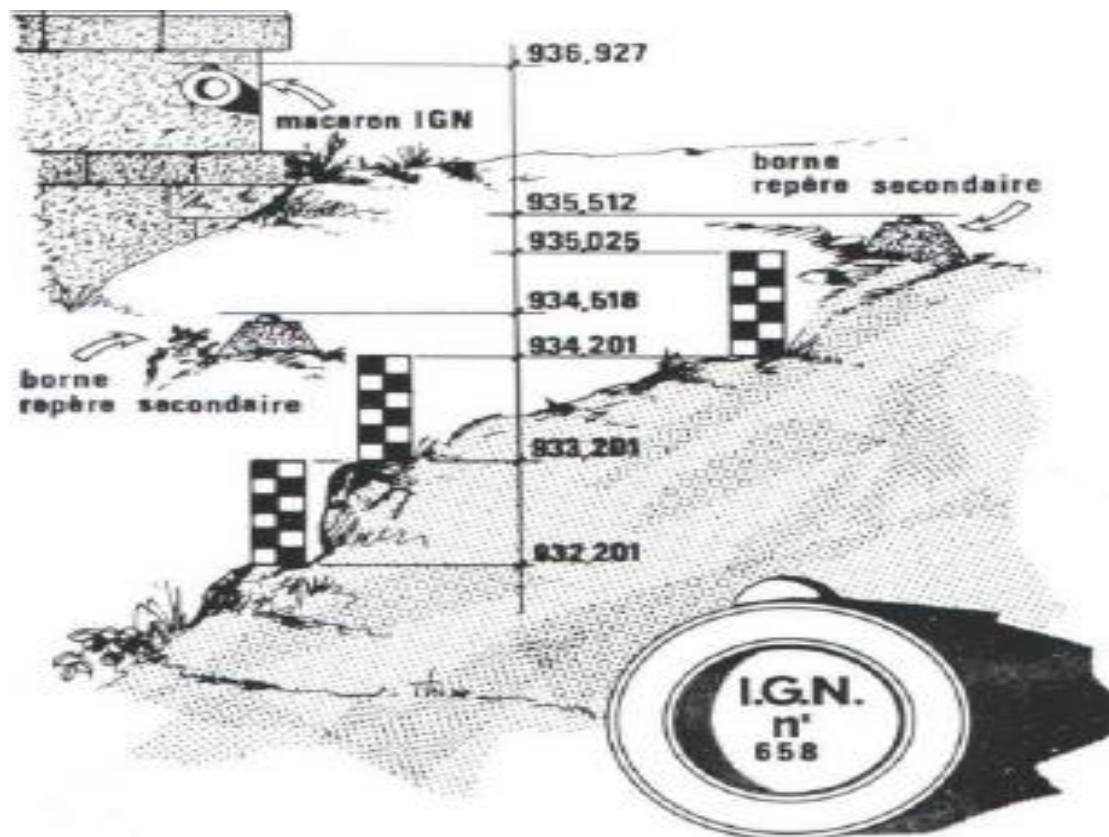 936,927
macaron IGN
borne
repère secondaire
935,512
935,025
934,518
934,201
borne
repère secondaire
933,201
932,201
I.G.N.
n°
658